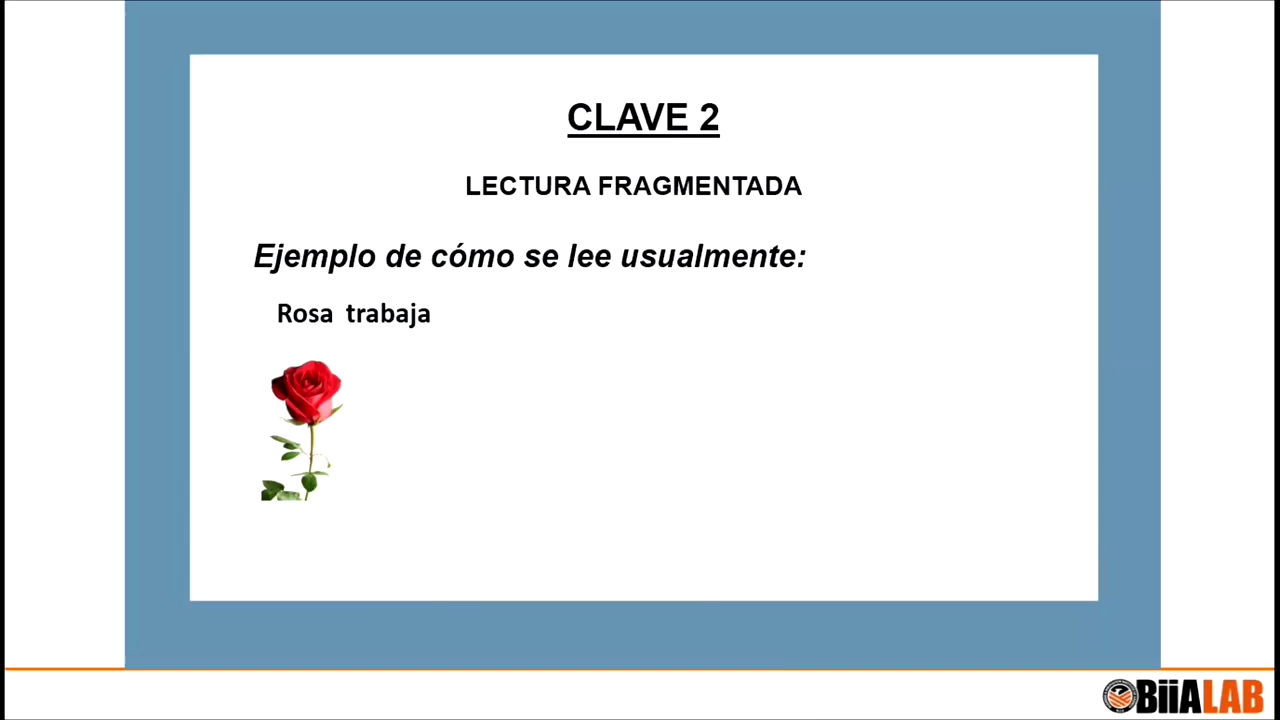 CLAVE 2
LECTURA FRAGMENTADA
Ejemplo de cómo se lee usualmente:
Rosa trabaja
BiiALAB